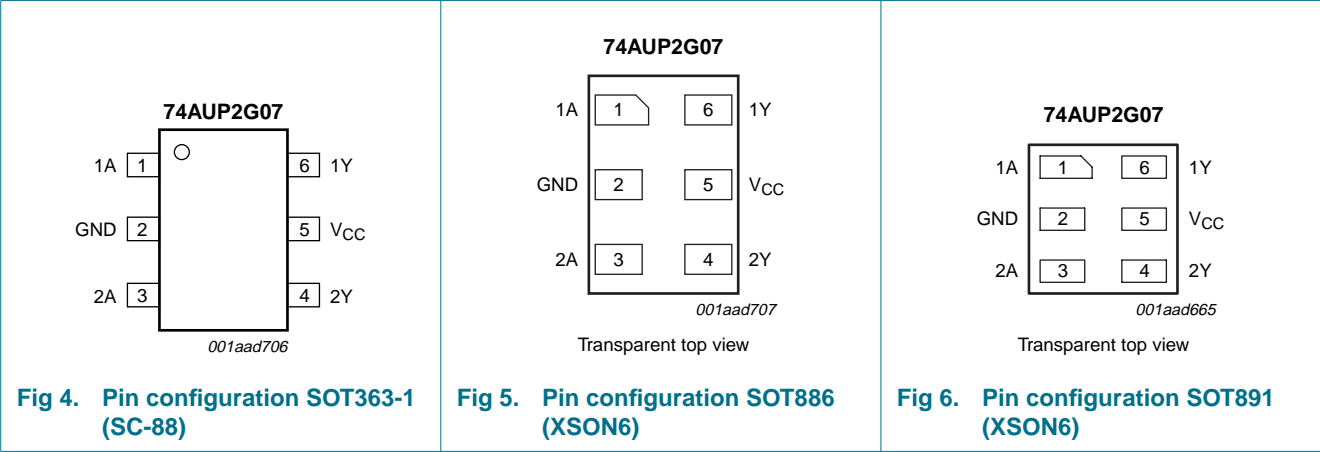 74AUP2G07
1A 1 6 1Y
GND 2 5 VCC
2A 3 4 2Y
001aad706
Fig 4. Pin configuration SOT363-1
(SC-88)
74AUP2G07
1A 1 6 1Y
GND 2 5 VCC
2A 3 4 2Y
001aad707
Transparent top view
Fig 5. Pin configuration SOT886
(XSON6)
74AUP2G07
1A 1 6 1Y
GND 2 5 VCC
2A 3 4 2Y
001aad665
Transparent top view
Fig 6. Pin configuration SOT891
(XSON6)